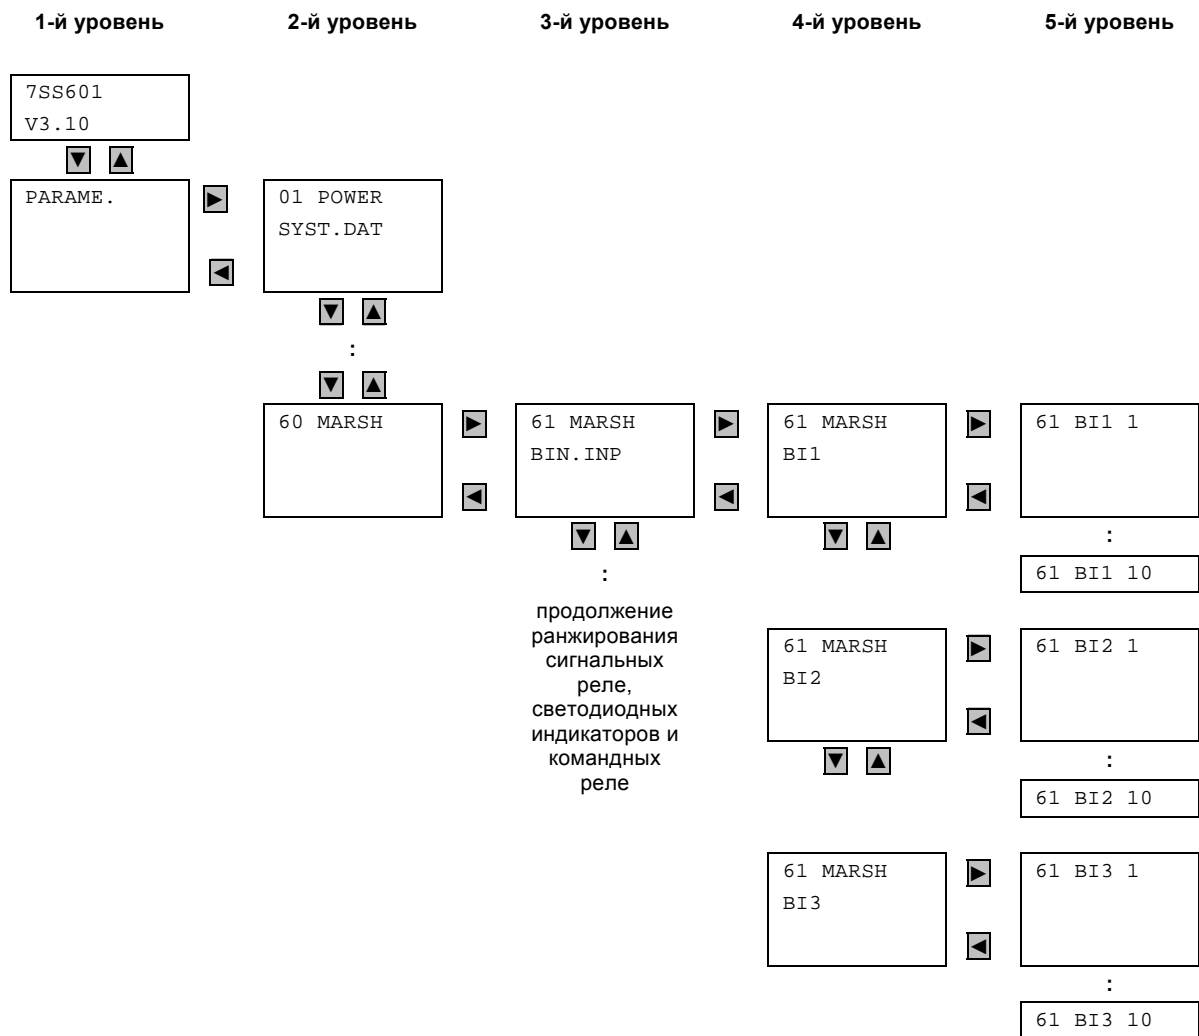 1-й уровень 2-й уровень 3-й уровень 4-й уровень 5-й уровень
7SS601
V3.10
▼ ▲
PARAME. ► 01 POWER
SYST.DAT
◄
▼ ▲
:
▼ ▲
60 MARSH ► 61 MARSH ► 61 MARSH ► 61 BI1 1
BIN.INP BI1
◄ ◄ ◄
▼ ▲ ▼ ▲ :
: 61 BI1 10
продолжение
ранжирования
сигнальных
реле,
светодиодных
индикаторов и
командных
реле
61 MARSH ► 61 BI2 1
BI2
◄
▼ ▲ :
61 BI2 10
61 MARSH ► 61 BI3 1
BI3
◄
:
61 BI3 10